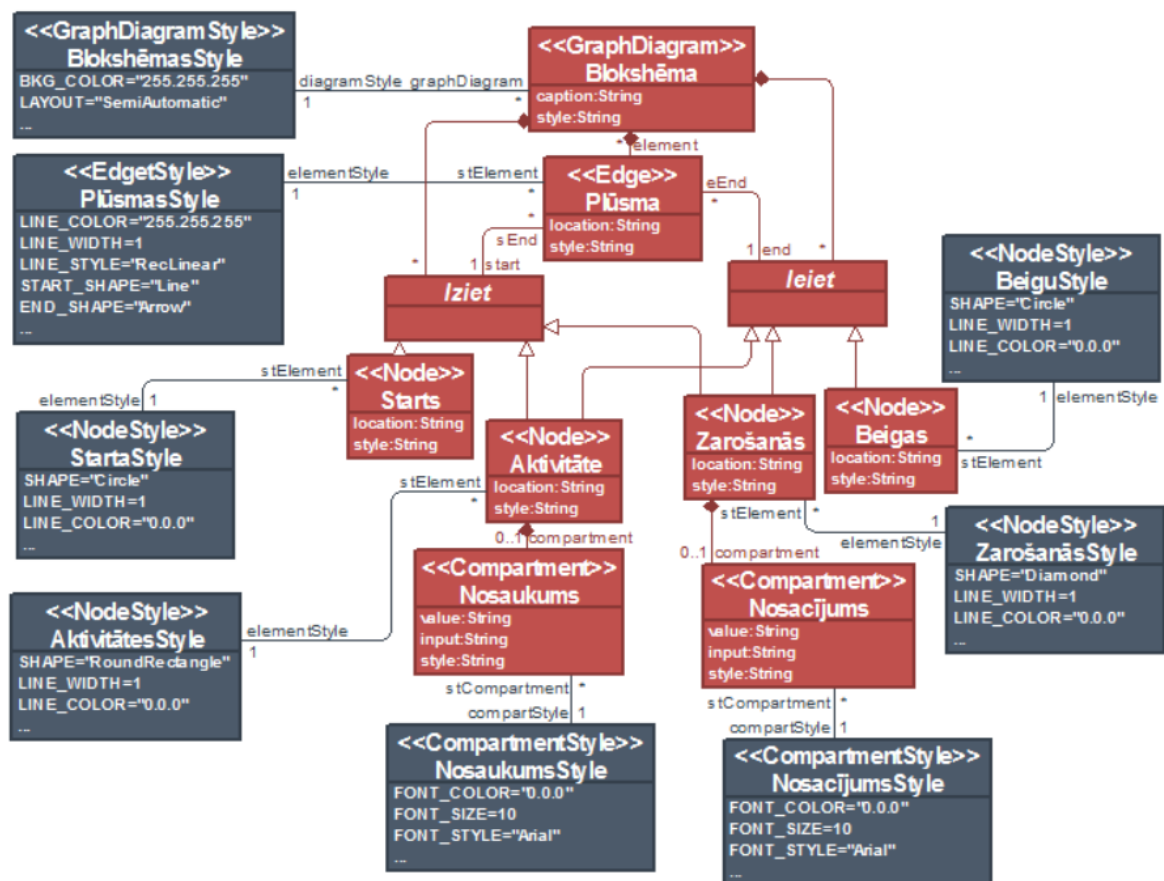 <<GraphDiagramStyle>>
BlokshēmasStyle
BKG_COLOR="255.255.255"
LAYOUT="SemiAutomatic"
...
diagramStyle graphDiagram
1 *
<<GraphDiagram>>
Blokshēma
caption:String
style:String
* element
<<EdgetStyle>>
PlūsmasStyle
LINE_COLOR="255.255.255"
LINE_WIDTH=1
LINE_STYLE="RecLinear"
START_SHAPE="Line"
END_SHAPE="Arrow"
...
elementStyle stElement
1 *
<<Edge>>
Plūsma
location:String
style:String
eEnd
*
*
sEnd
1 start
*
1 end
*
Iziet
Ieiet
<<NodeStyle>>
BeiguStyle
SHAPE="Circle"
LINE_WIDTH=1
LINE_COLOR="0.0.0"
...
1 elementStyle
*
stElement
stElement
*
elementStyle 1
<<Node>>
Starts
location:String
style:String
<<NodeStyle>>
StartaStyle
SHAPE="Circle"
LINE_WIDTH=1
LINE_COLOR="0.0.0"
...
<<Node>>
Aktivitāte
location:String
style:String
stElement
*
0..1 compartment
<<Node>>
Zarošanās
location:String
style:String
stElement *
1
elementStyle
0..1 compartment
<<Node>>
Beigas
location:String
style:String
<<NodeStyle>>
ZarošanāsStyle
SHAPE="Diamond"
LINE_WIDTH=1
LINE_COLOR="0.0.0"
...
<<NodeStyle>>
AktivitātesStyle
SHAPE="RoundRectangle"
LINE_WIDTH=1
LINE_COLOR="0.0.0"
...
elementStyle
1
<<Compartment>>
Nosaukums
value:String
input:String
style:String
stCompartment *
compartStyle 1
<<Compartment>>
Nosacījums
value:String
input:String
style:String
stCompartment *
compartStyle 1
<<CompartmentStyle>>
NosaukumsStyle
FONT_COLOR="0.0.0"
FONT_SIZE=10
FONT_STYLE="Arial"
...
<<CompartmentStyle>>
NosacījumsStyle
FONT_COLOR="0.0.0"
FONT_SIZE=10
FONT_STYLE="Arial"
...